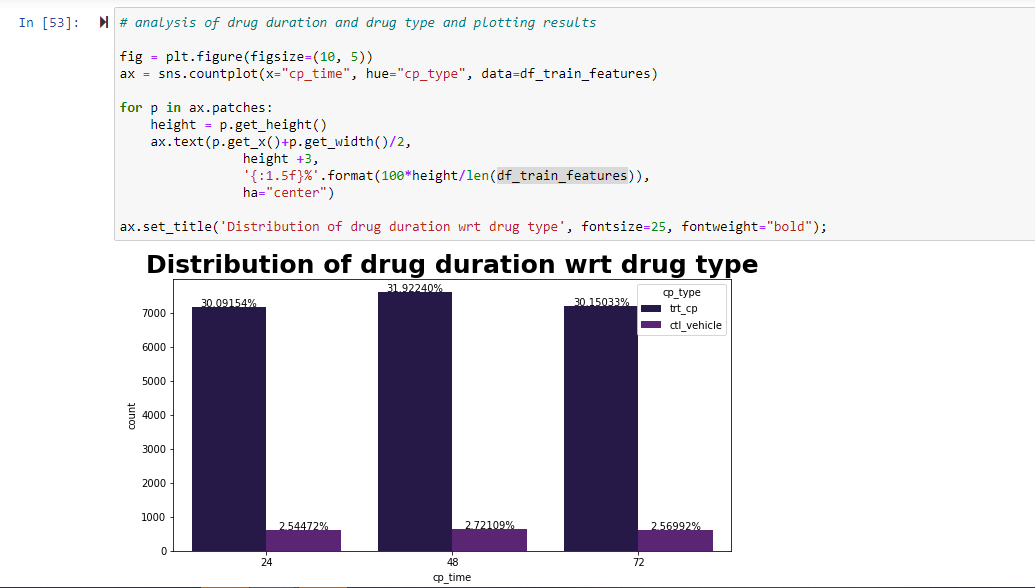 In [53]:
# analysis of drug duration and drug type and plotting results
fig = plt.figure(figsize=(10, 5))
ax = sns.countplot(x="cp_time", hue="cp_type", data=df_train_features)
for p in ax.patches:
    height = p.get_height()
    ax.text(p.get_x()+p.get_width()/2,
                height +3,
                '{:1.5f}%'.format(100*height/len(df_train_features)),
                ha="center")
ax.set_title('Distribution of drug duration wrt drug type', fontsize=25, fontweight="bold");
Distribution of drug duration wrt drug type
30.09154%
31.92240%
30.15033%
cp_type
trt_cp
ctl_vehicle
2.54472%
2.72109%
2.56992%
7000
6000
5000
4000
3000
2000
1000
0
count
24
48
72
cp_time